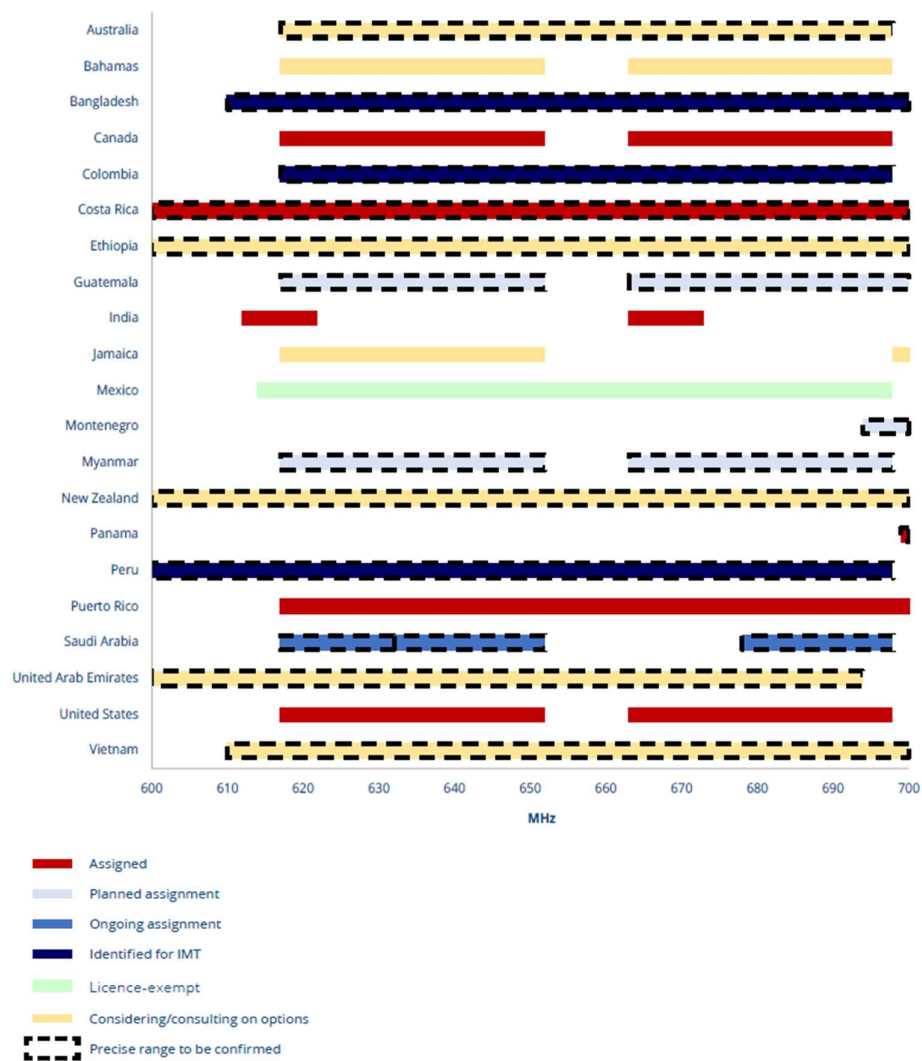 Australia
Bahamas
Bangladesh
Canada
Colombia
Costa Rica
Ethiopia
Guatemala
India
Jamaica
Mexico
Montenegro
Myanmar
New Zealand
Panama
Peru
Puerto Rico
Saudi Arabia
United Arab Emirates
United States
Vietnam
600 610 620 630 640 650 660 670 680 690 700
MHz
Assigned
Planned assignment
Ongoing assignment
Identified for IMT
Licence-exempt
Considering/consulting on options
Precise range to be confirmed